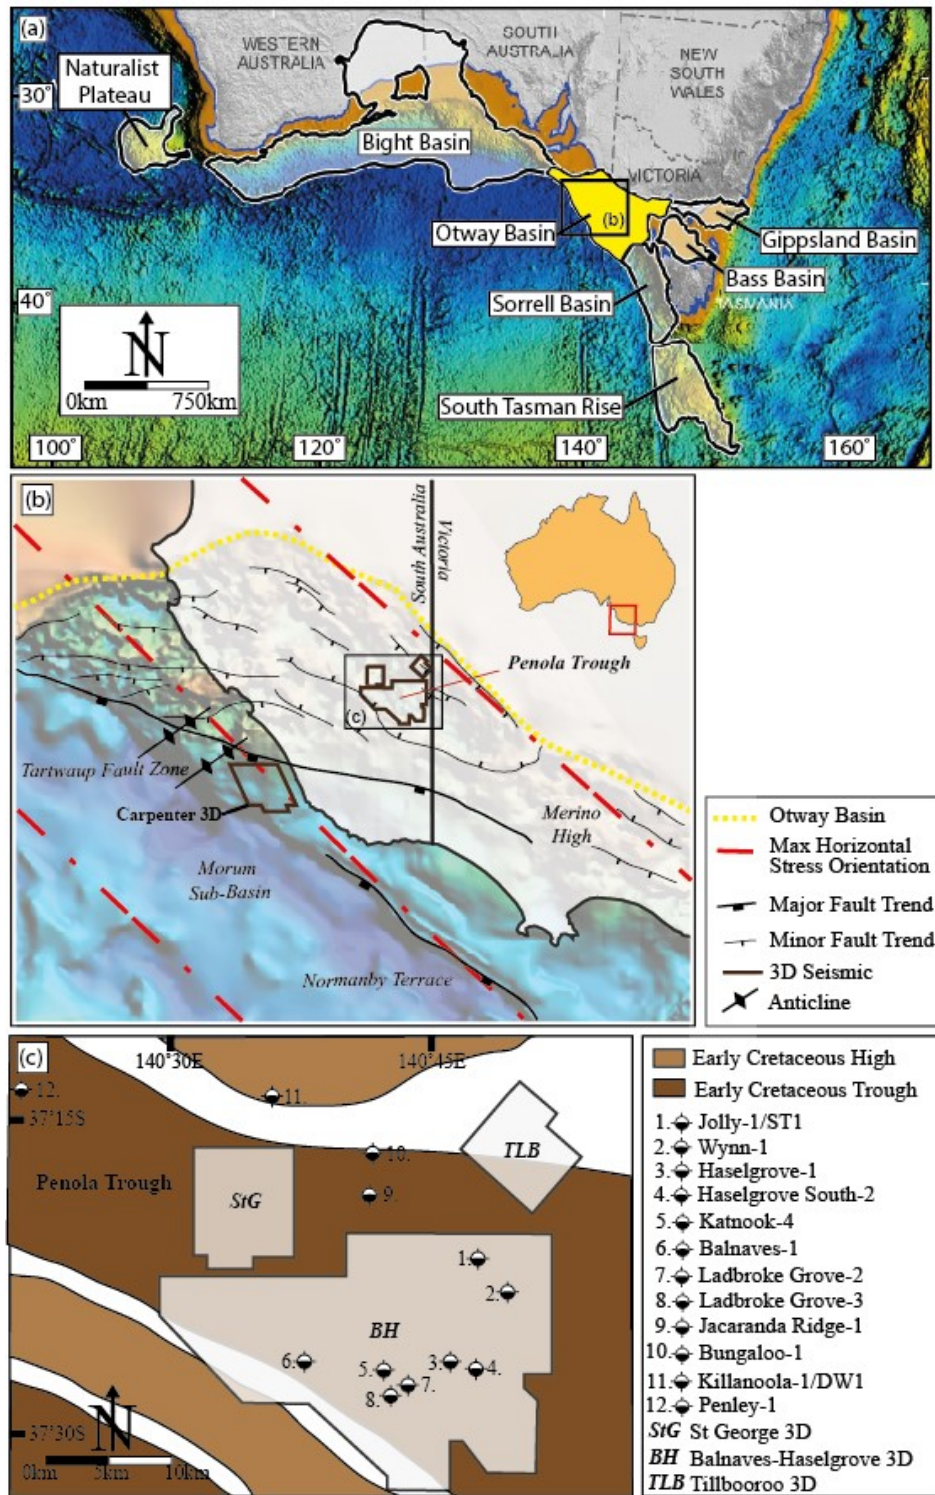 (a)
WESTERN
AUSTRALIA
SOUTH
AUSTRALIA
NEW
SOUTH
WALES
Naturalist
Plateau
30°
Bight Basin
VICTORIA
(b)
Otway Basin
Gippsland Basin
Bass Basin
40°
Sorrell Basin
TASMANIA
N
0km 750km
South Tasman Rise
100° 120° 140° 160°
(b)
South Australia
Victoria
Penola Trough
(c)
Tartwaup Fault Zone
Carpenter 3D
Merino
High
Morum
Sub-Basin
Normanby Terrace
Otway Basin
Max Horizontal
Stress Orientation
Major Fault Trend
Minor Fault Trend
3D Seismic
Anticline
(c)
140°30E 140°45E
12.
11.
37°15S
10.
TLB
Penola Trough
StG
9.
1.
2.
BH
6.
5.
3.
4.
7.
8.
37°30S
N
0km 5km 10km
Early Cretaceous High
Early Cretaceous Trough
1. Jolly-1/ST1
2. Wynn-1
3. Haselgrove-1
4. Haselgrove South-2
5. Katnook-4
6. Balnaves-1
7. Ladbroke Grove-2
8. Ladbroke Grove-3
9. Jacaranda Ridge-1
10. Bungaloo-1
11. Killanoola-1/DW1
12. Penley-1
StG St George 3D
BH Balnaves-Haselgrove 3D
TLB Tillbooroo 3D